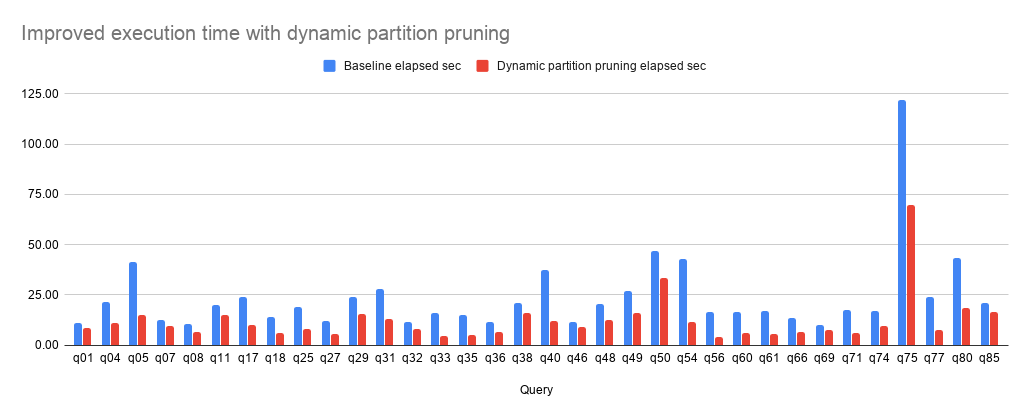 Improved execution time with dynamic partition pruning
Baseline elapsed sec Dynamic partition pruning elapsed sec
125.00
100.00
75.00
50.00
25.00
0.00
q01 q04 q05 q07 q08 q11 q17 q18 q25 q27 q29 q31 q32 q33 q35 q36 q38 q40 q46 q48 q49 q50 q54 q56 q60 q61 q66 q69 q71 q74 q75 q77 q80 q85
Query